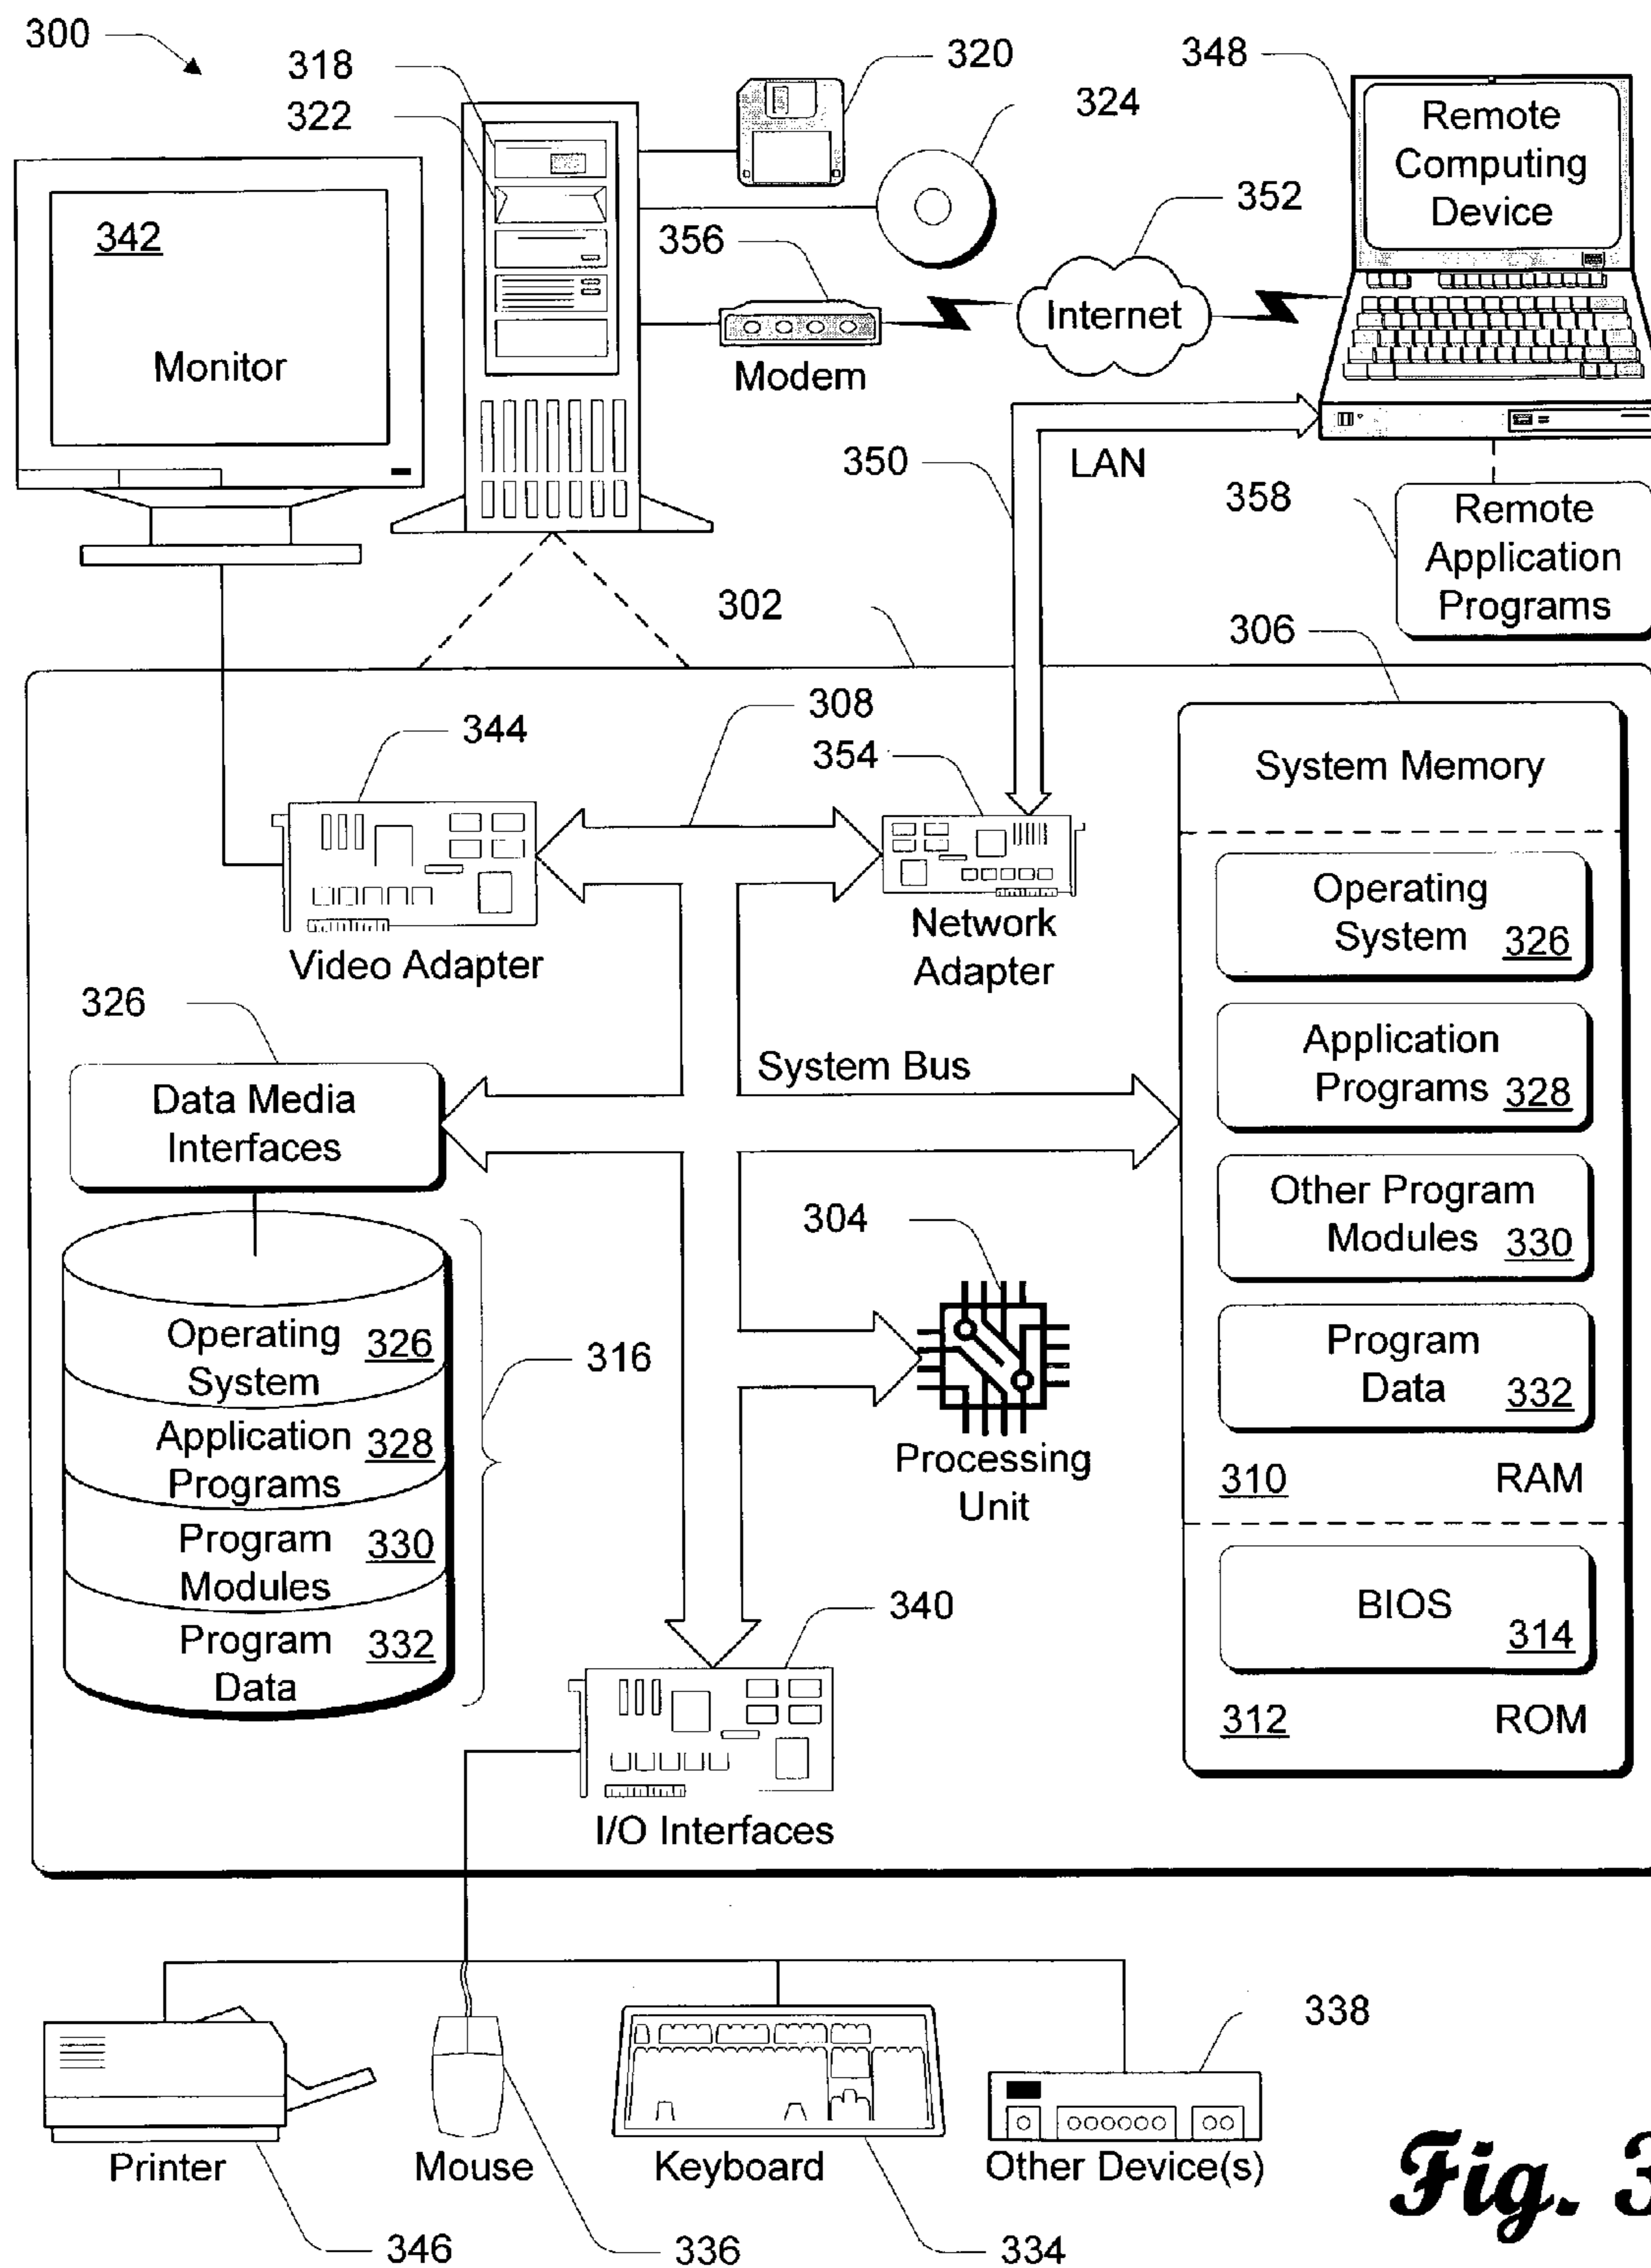 300
318
322
320
324
348
Remote
Computing
Device
352
356
342
Monitor
Internet
Modem
350
LAN
358
Remote
Application
Programs
302
306
308
344
354
System Memory
Video Adapter
Network
Adapter
Operating
System 326
Application
Programs 328
Other Program
Modules 330
Program
Data 332
310 RAM
BIOS
314
312 ROM
326
Data Media
Interfaces
System Bus
304
Processing
Unit
316
Operating 326
System
Application 328
Programs
Program 330
Modules
Program 332
Data
340
I/O Interfaces
338
Printer
Mouse
Keyboard
Other Device(s)
346
336
334
Fig. 3